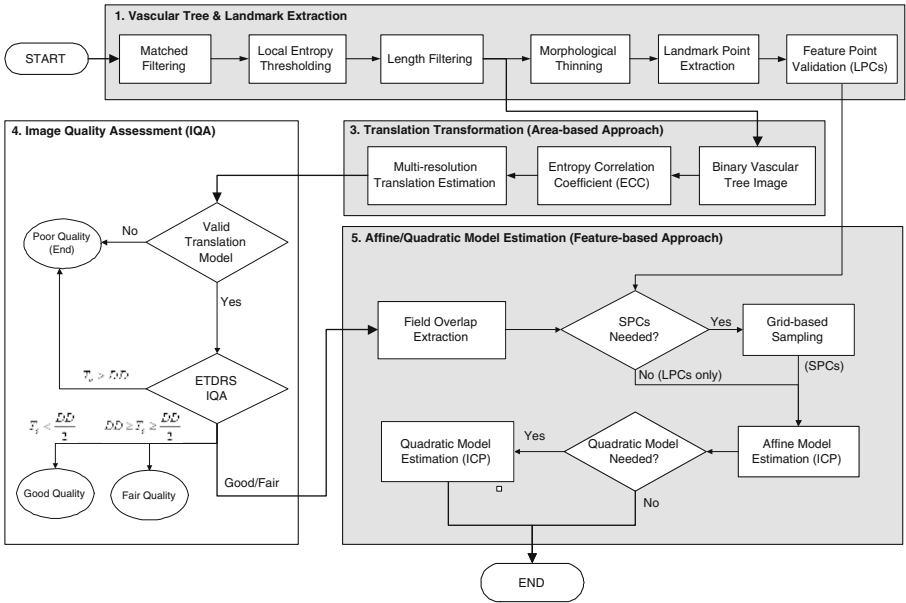 1. Vascular Tree & Landmark Extraction
START
Matched
Filtering
Local Entropy
Thresholding
Length Filtering
Morphological
Thinning
Landmark Point
Extraction
Feature Point
Validation (LPCs)
4. Image Quality Assessment (IQA)
3. Translation Transformation (Area-based Approach)
Multi-resolution
Translation Estimation
Entropy Correlation
Coefficient (ECC)
Binary Vascular
Tree Image
Poor Quality
(End)
No
Valid
Translation
Model
Yes
ETDRS
IQA
Good Quality
Fair Quality
Good/Fair
5. Affine/Quadratic Model Estimation (Feature-based Approach)
Field Overlap
Extraction
SPCs
Needed?
Yes
Grid-based
Sampling
(SPCs)
No (LPCs only)
Quadratic Model
Estimation (ICP)
Yes
Quadratic Model
Needed?
Affine Model
Estimation (ICP)
No
END